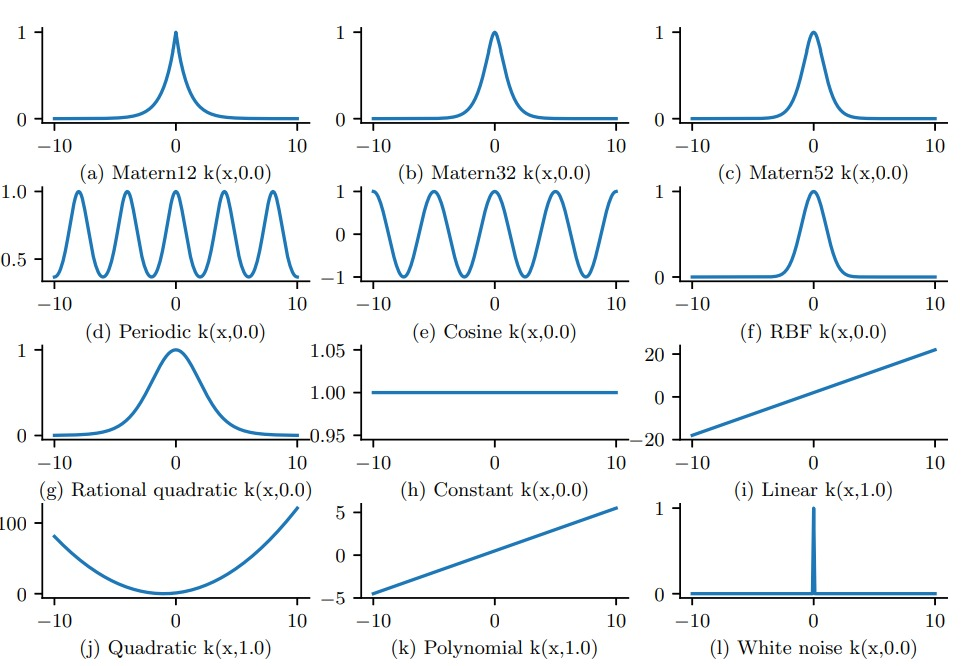 1
1
1
0
0
0
−10 0 10
−10 0 10
−10 0 10
(a) Matern12 k(x,0.0)
(b) Matern32 k(x,0.0)
(c) Matern52 k(x,0.0)
1.0
0.5
1
0
−1
1
0
−10 0 10
−10 0 10
−10 0 10
(d) Periodic k(x,0.0)
(e) Cosine k(x,0.0)
(f) RBF k(x,0.0)
1
0
1.05
1.00
0.95
20
0
−20
−10 0 10
−10 0 10
−10 0 10
(g) Rational quadratic k(x,0.0)
(h) Constant k(x,0.0)
(i) Linear k(x,1.0)
100
0
5
0
−5
1
0
−10 0 10
−10 0 10
−10 0 10
(j) Quadratic k(x,1.0)
(k) Polynomial k(x,1.0)
(l) White noise k(x,0.0)